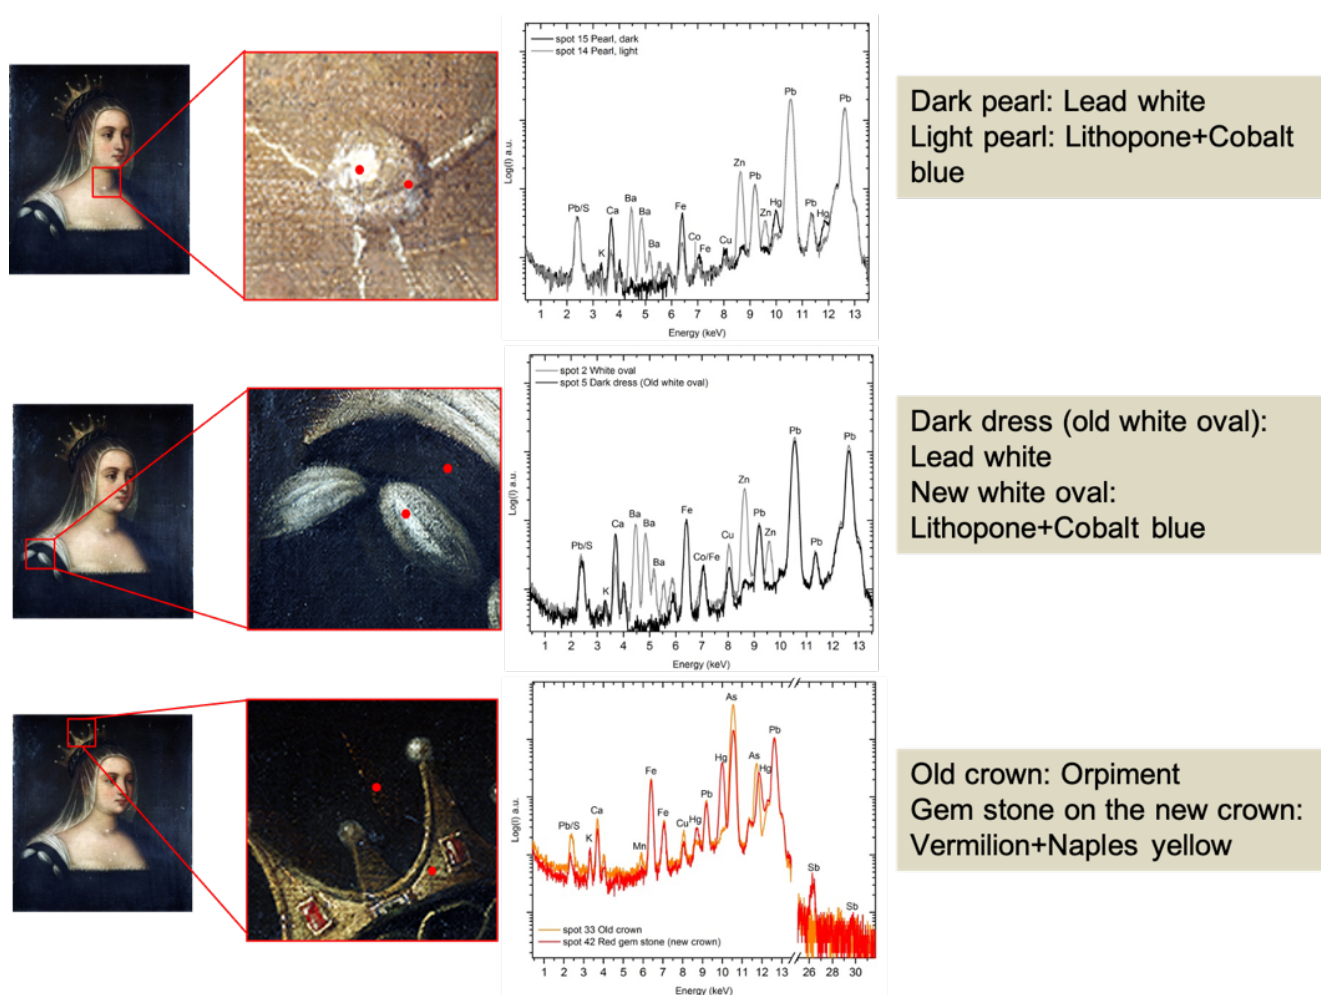 spot 15 Pearl, dark
spot 14 Pearl, light
Log(I) a.u.
Pb/S
K
Ca
Ba
Ba
Ba
Fe
Co
Fe
Cu
Zn
Pb
Zn
Hg
Pb
Pb
Hg
Pb
1 2 3 4 5 6 7 8 9 10 11 12 13
Energy (keV)
Dark pearl: Lead white
Light pearl: Lithopone+Cobalt
blue
spot 2 White oval
spot 5 Dark dress (Old white oval)
Log(I) a.u.
Pb/S
K
Ca
Ba
Ba
Ba
Fe
Co/Fe
Cu
Zn
Pb
Zn
Pb
Pb
Pb
1 2 3 4 5 6 7 8 9 10 11 12 13
Energy (keV)
Dark dress (old white oval):
Lead white
New white oval:
Lithopone+Cobalt blue
Log(I) a.u.
Pb/S
K
Ca
Mn
Fe
Fe
Cu
Hg
Pb
Hg
As
As
Hg
Pb
Sb
Sb
spot 33 Old crown
spot 42 Red gem stone (new crown)
1 2 3 4 5 6 7 8 9 10 11 12 13 26 28 30
Energy (keV)
Old crown: Orpiment
Gem stone on the new crown:
Vermilion+Naples yellow